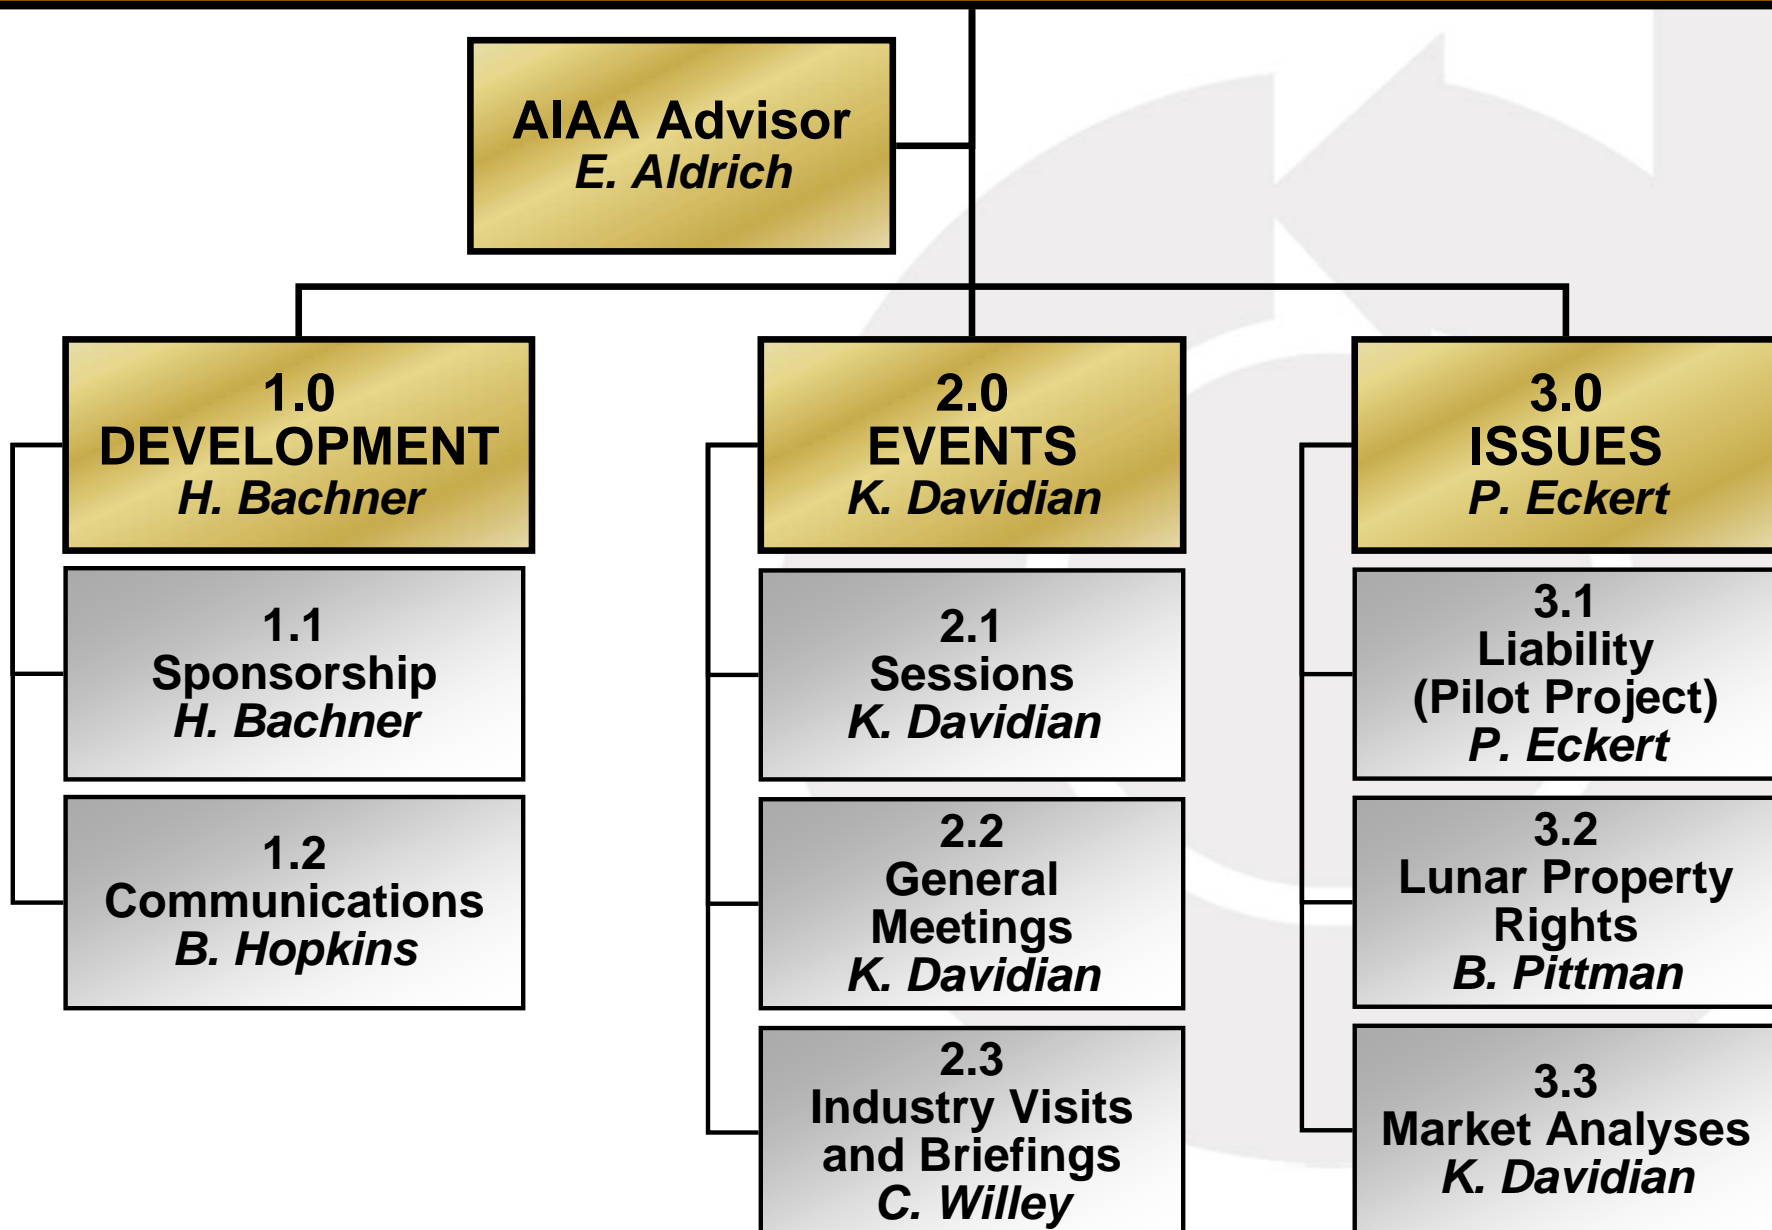 AIAA Advisor
E. Aldrich
1.0
DEVELOPMENT
H. Bachner
1.1
Sponsorship
H. Bachner
1.2
Communications
B. Hopkins
2.0
EVENTS
K. Davidian
2.1
Sessions
K. Davidian
2.2
General
Meetings
K. Davidian
2.3
Industry Visits
and Briefings
C. Willey
3.0
ISSUES
P. Eckert
3.1
Liability
(Pilot Project)
P. Eckert
3.2
Lunar Property
Rights
B. Pittman
3.3
Market Analyses
K. Davidian